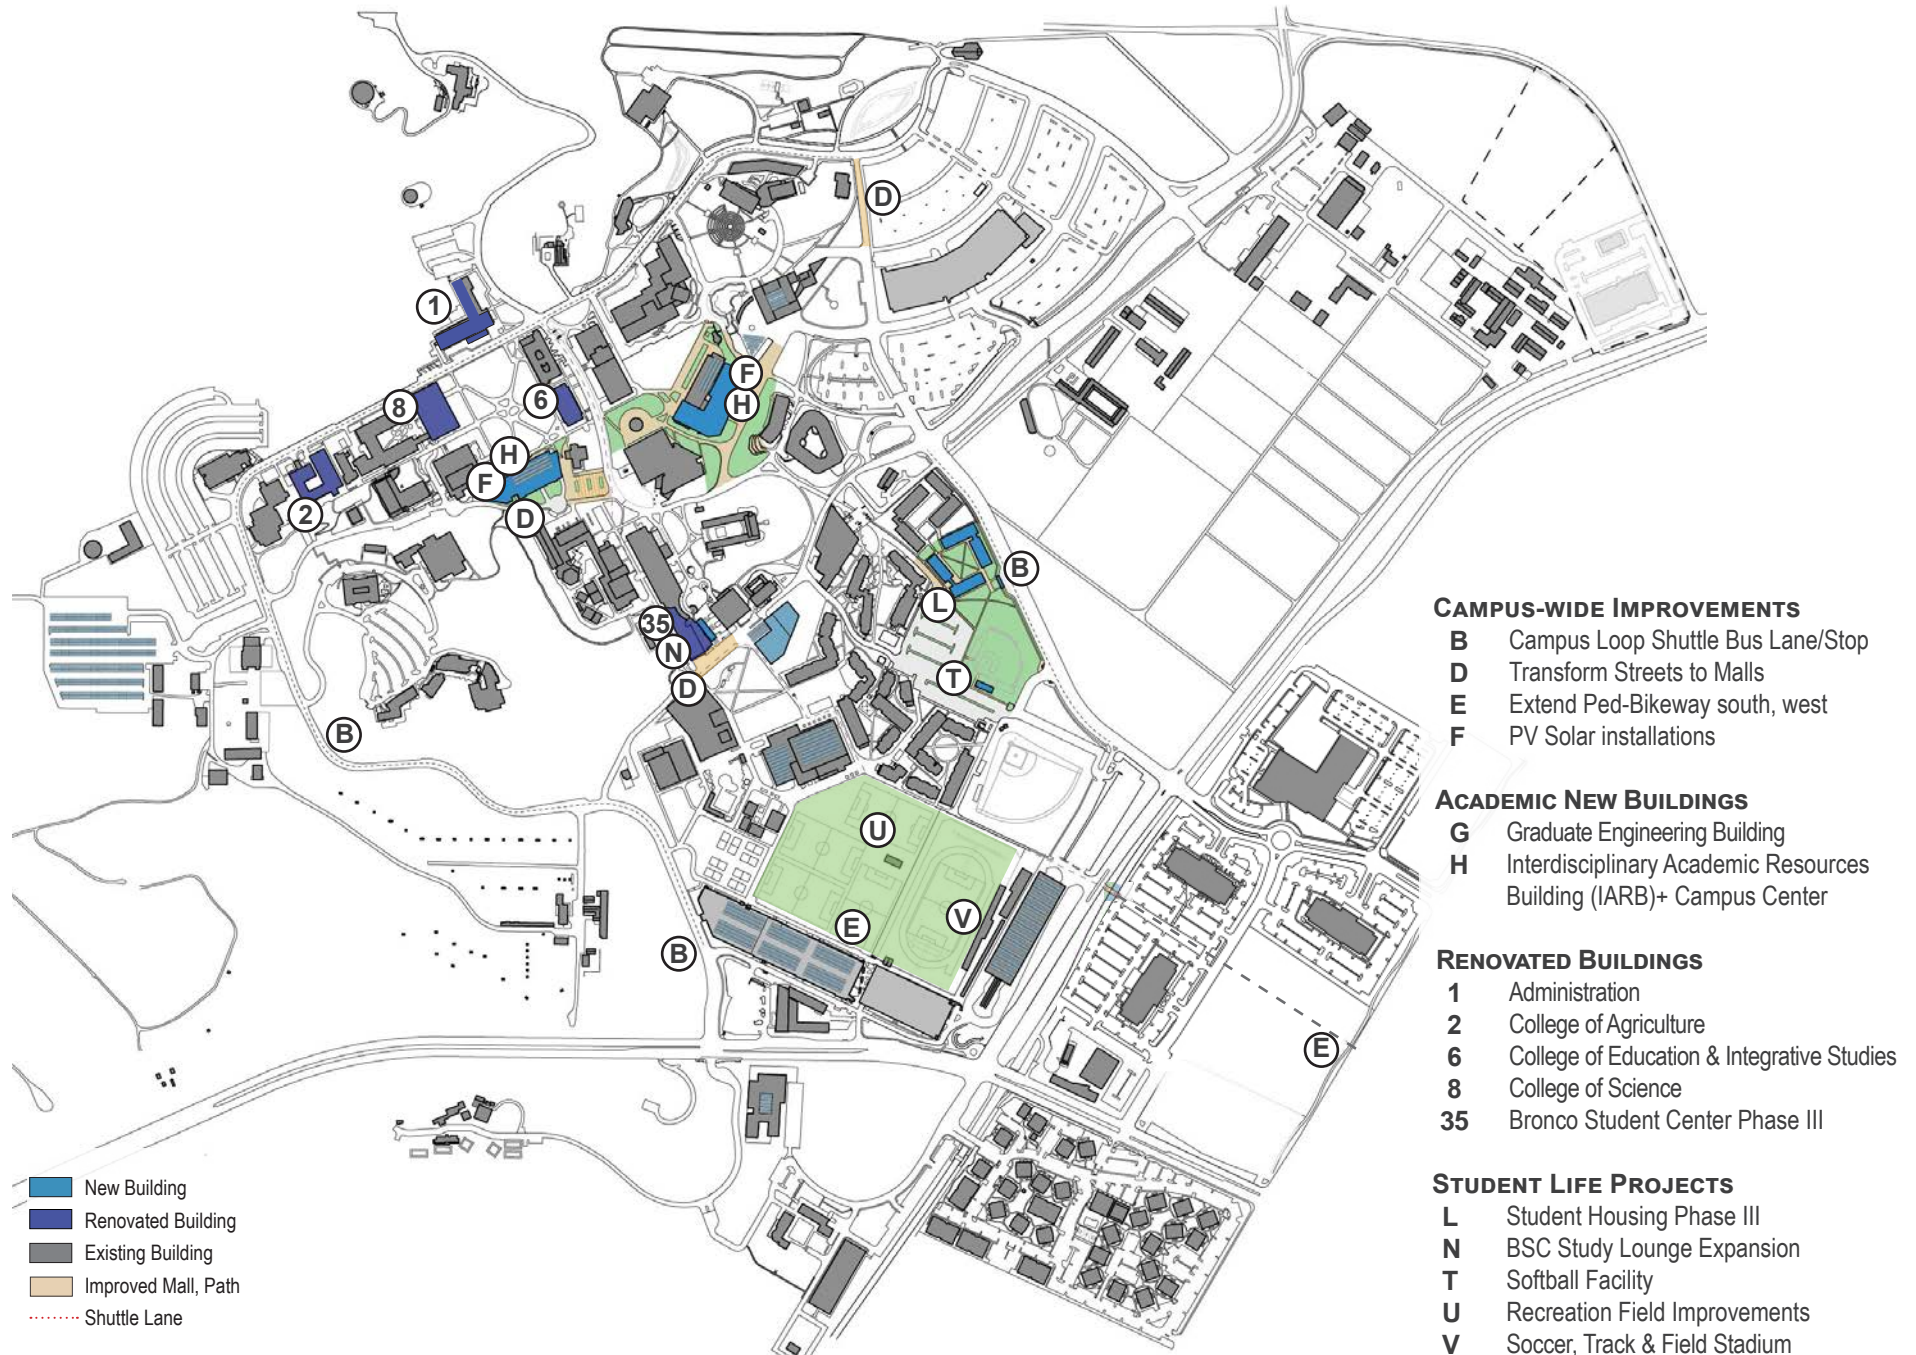 D
1
F
8
6
H
H
F
2
D
B
L
35
N
T
D
B
U
V
E
B
E
CAMPUS-WIDE IMPROVEMENTS
B Campus Loop Shuttle Bus Lane/Stop
D Transform Streets to Malls
E Extend Ped-Bikeway south, west
F PV Solar installations
ACADEMIC NEW BUILDINGS
G Graduate Engineering Building
H Interdisciplinary Academic Resources
Building (IARB)+ Campus Center
RENOVATED BUILDINGS
1 Administration
2 College of Agriculture
6 College of Education & Integrative Studies
8 College of Science
35 Bronco Student Center Phase III
STUDENT LIFE PROJECTS
L Student Housing Phase III
N BSC Study Lounge Expansion
T Softball Facility
U Recreation Field Improvements
V Soccer, Track & Field Stadium
New Building
Renovated Building
Existing Building
Improved Mall, Path
Shuttle Lane